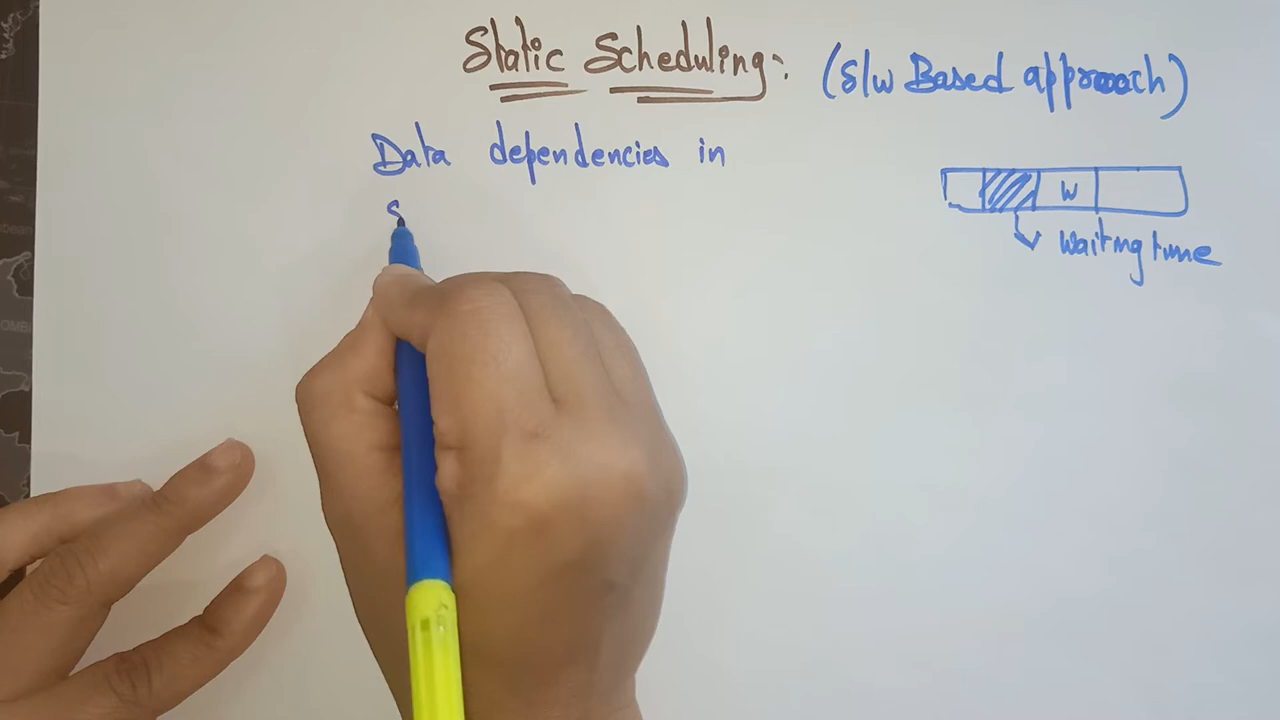 Static Scheduling:
(S/w Based approach)
Data dependencies in
S
W
Waiting time